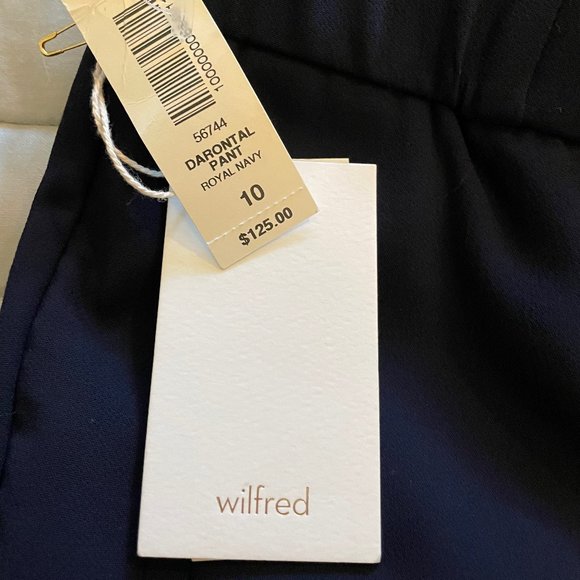 56744
DARONTAL
PANT
ROYAL NAVY
10
$125.00
wilfred